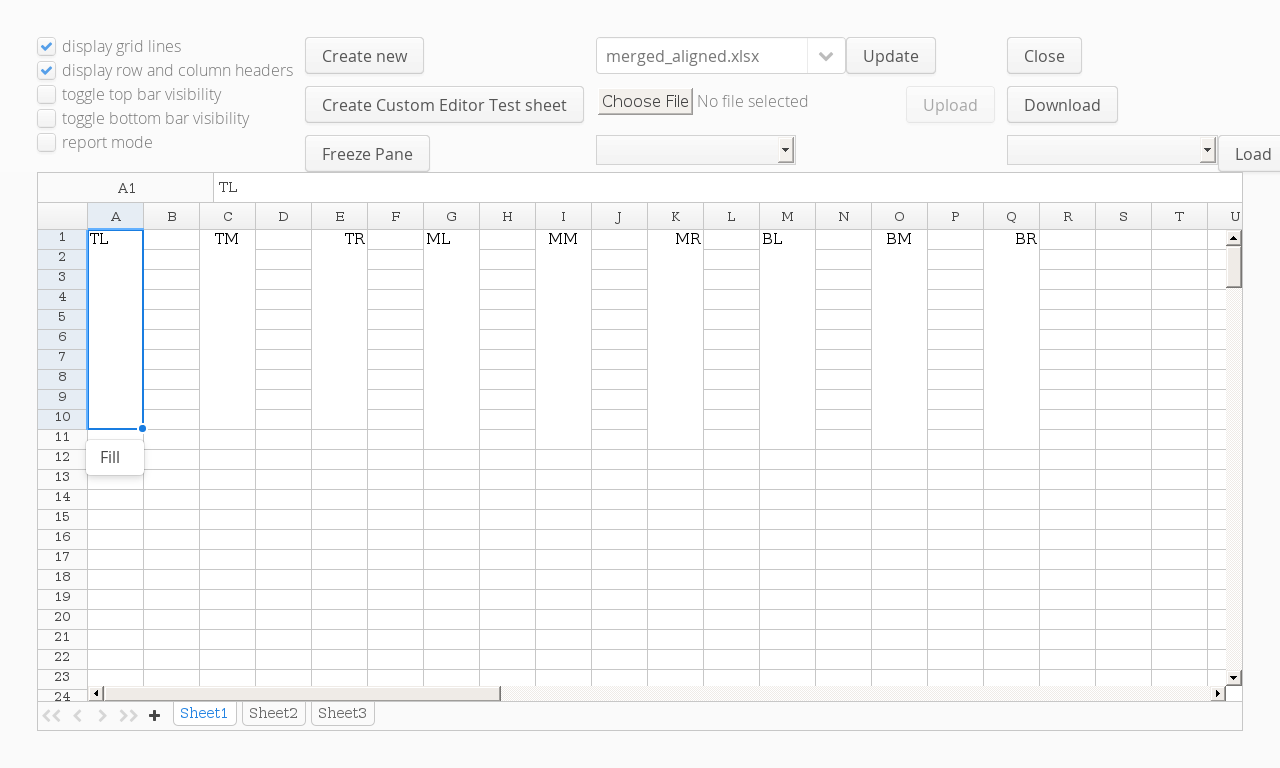 display grid lines
display row and column headers
toggle top bar visibility
toggle bottom bar visibility
report mode
Create new
merged_aligned.xlsx
Update
Close
Create Custom Editor Test sheet
Choose File No file selected
Upload
Download
Freeze Pane
Load
A1 TL
A B C D E F G H I J K L M N O P Q R S T U
1 TL TM TR ML MM MR BL BM BR
2
3
4
5
6
7
8
9
10
11
12
Fill
13
14
15
16
17
18
19
20
21
22
23
24
Sheet1 Sheet2 Sheet3